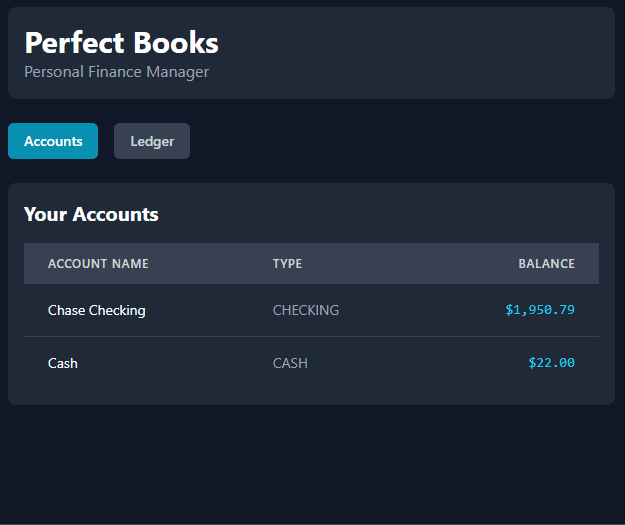 Perfect Books
Personal Finance Manager
Accounts Ledger
Your Accounts
ACCOUNT NAME TYPE BALANCE
Chase Checking CHECKING $1,950.79
Cash CASH $22.00